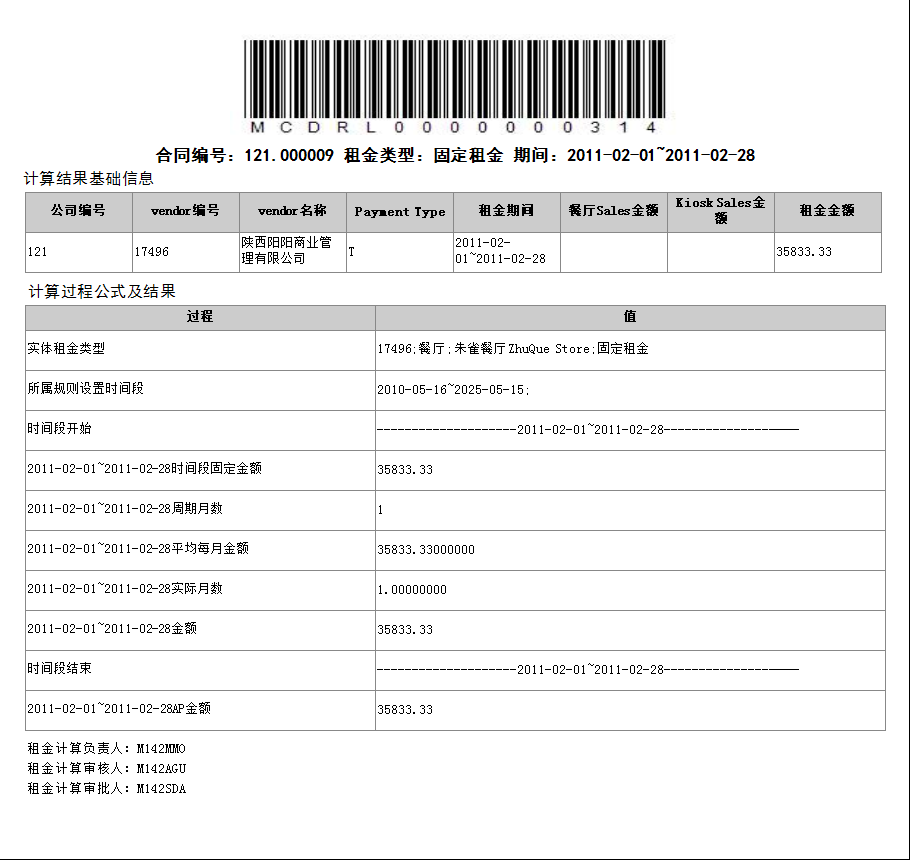 MCDRL0000000314
合同编号: 121.000009 租金类型: 固定租金 期间: 2011-02-01~2011-02-28
计算结果基础信息
公司编号 vendor编号 vendor名称 Payment Type 租金期间 餐厅Sales金额 Kiosk Sales金额 租金金额
121 17496 陕西阳阳商业管理有限公司 T 2011-02-01~2011-02-28 35833.33
计算过程公式及结果
过程 值
实体租金类型 17496;餐厅;朱雀餐厅ZhuQue Store;固定租金
所属规则设置时间段 2010-05-16~2025-05-15;
时间段开始 --------------------2011-02-01~2011-02-28--------------------
2011-02-01~2011-02-28时间段固定金额 35833.33
2011-02-01~2011-02-28周期月数 1
2011-02-01~2011-02-28平均每月金额 35833.33000000
2011-02-01~2011-02-28实际月数 1.00000000
2011-02-01~2011-02-28金额 35833.33
时间段结束 --------------------2011-02-01~2011-02-28--------------------
2011-02-01~2011-02-28AP金额 35833.33
租金计算负责人: M142MMO
租金计算审核人: M142AGU
租金计算审批人: M142SDA